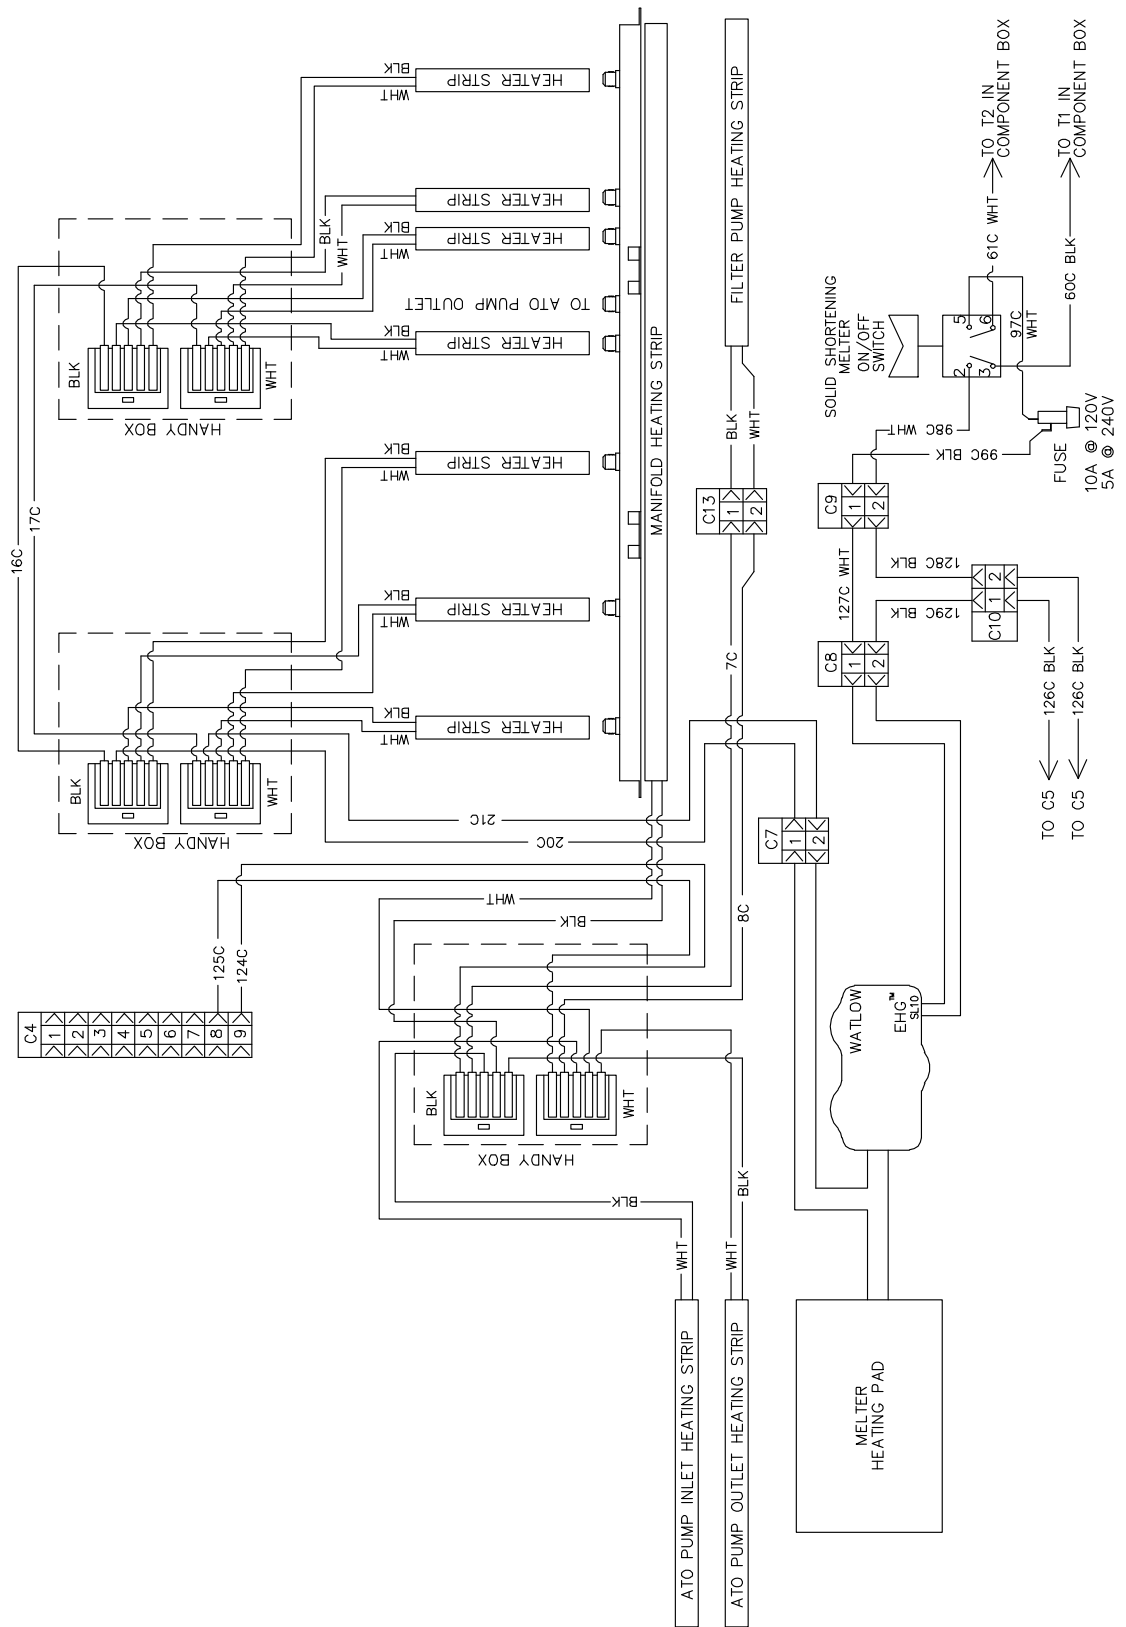 BLK
WHT
HEATER STRIP
BLK
WHT
HEATER STRIP
BLK
WHT
HEATER STRIP
TO ATO PUMP OUTLET
BLK
WHT
HEATER STRIP
BLK
WHT
HEATER STRIP
BLK
WHT
HEATER STRIP
BLK
WHT
HEATER STRIP
MANIFOLD HEATING STRIP
FILTER PUMP HEATING STRIP
BLK
WHT
HANDY BOX
16C
17C
BLK
WHT
HANDY BOX
21C
20C
WHT
BLK
C4
1
2
3
4
5
6
7
8
9
125C
124C
BLK
WHT
HANDY BOX
BLK
WHT
WHT
BLK
ATO PUMP INLET HEATING STRIP
ATO PUMP OUTLET HEATING STRIP
BLK
WHT
C13
1
2
7C
8C
C7
1
2
TO T2 IN
COMPONENT BOX
TO T1 IN
COMPONENT BOX
61C WHT
60C BLK
SOLID SHORTENING
MELTER
ON/OFF
SWITCH
5
6
2
3
97C
WHT
98C WHT
99C BLK
FUSE
10A @ 120V
5A @ 240V
C9
1
2
127C WHT
128C BLK
129C BLK
C8
1
2
C10
1
2
126C BLK
126C BLK
TO C5
TO C5
WATLOW
EHG™
SL10
MELTER
HEATING PAD